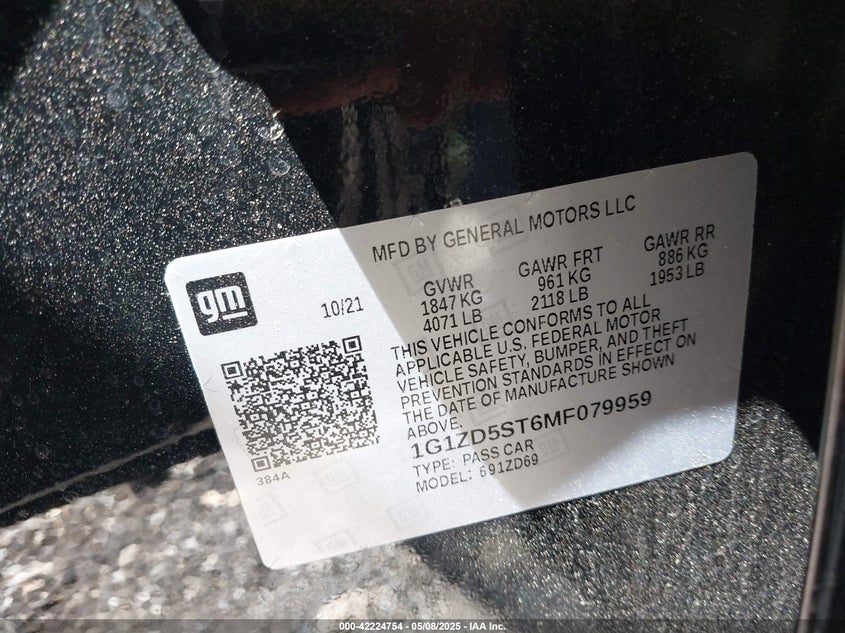 MFD BY GENERAL MOTORS LLC
gm
10/21
GVWR GAWR FRT GAWR RR
1847 KG 961 KG 886 KG
4071 LB 2118 LB 1953 LB
THIS VEHICLE CONFORMS TO ALL
APPLICABLE U.S. FEDERAL MOTOR
VEHICLE SAFETY, BUMPER, AND THEFT
PREVENTION STANDARDS IN EFFECT ON
THE DATE OF MANUFACTURE SHOWN
ABOVE.
1G1ZD5ST6MF079959
TYPE: PASS CAR
MODEL: 691ZD69
384A
000-42224754 - 05/08/2025 - IAA Inc.